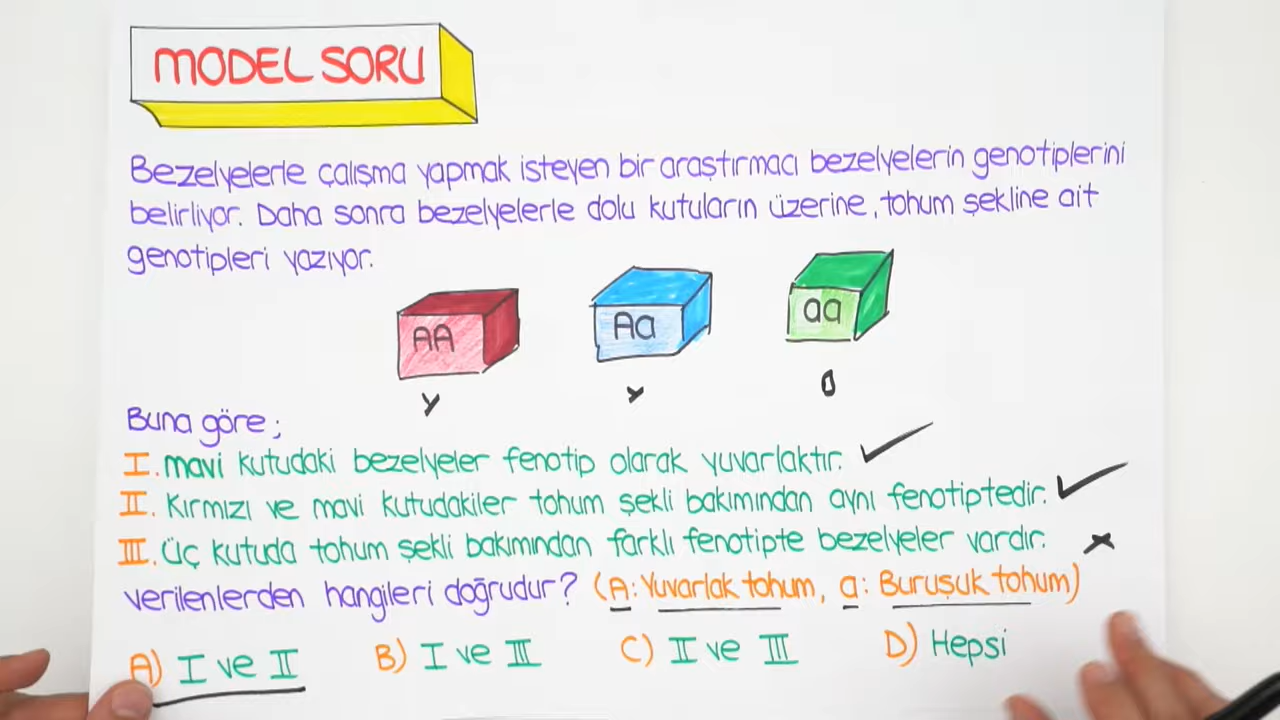 MODEL SORU
Bezelyelerle çalışma yapmak isteyen bir araştırmacı bezelyelerin genotiplerini
belirliyor. Daha sonra bezelyelerle dolu kutuların üzerine, tohum şekline ait
genotipleri yazıyor.
AA Aa aa
Y Y B
Buna göre;
I. mavi kutudaki bezelyeler fenotip olarak yuvarlaktır.
II. Kırmızı ve mavi kutudakiler tohum şekli bakımından aynı fenotiptedir.
III. Üç kutuda tohum şekli bakımından farklı fenotipte bezelyeler vardır.
verilenlerden hangileri doğrudur? (A: Yuvarlak tohum, a: Buruşuk tohum)
A) I ve II B) I ve III C) II ve III D) Hepsi